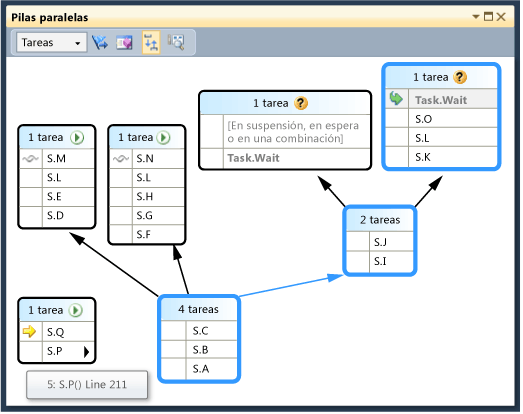 Pilas paralelas
Tareas
1 tarea
Task.Wait
S.O
S.L
S.K
1 tarea
[En suspensión, en espera
o en una combinación]
Task.Wait
1 tarea
S.M
S.L
S.E
S.D
1 tarea
S.N
S.L
S.H
S.G
S.F
2 tareas
S.J
S.I
1 tarea
S.Q
S.P
4 tareas
S.C
S.B
S.A
5: S.P() Line 211